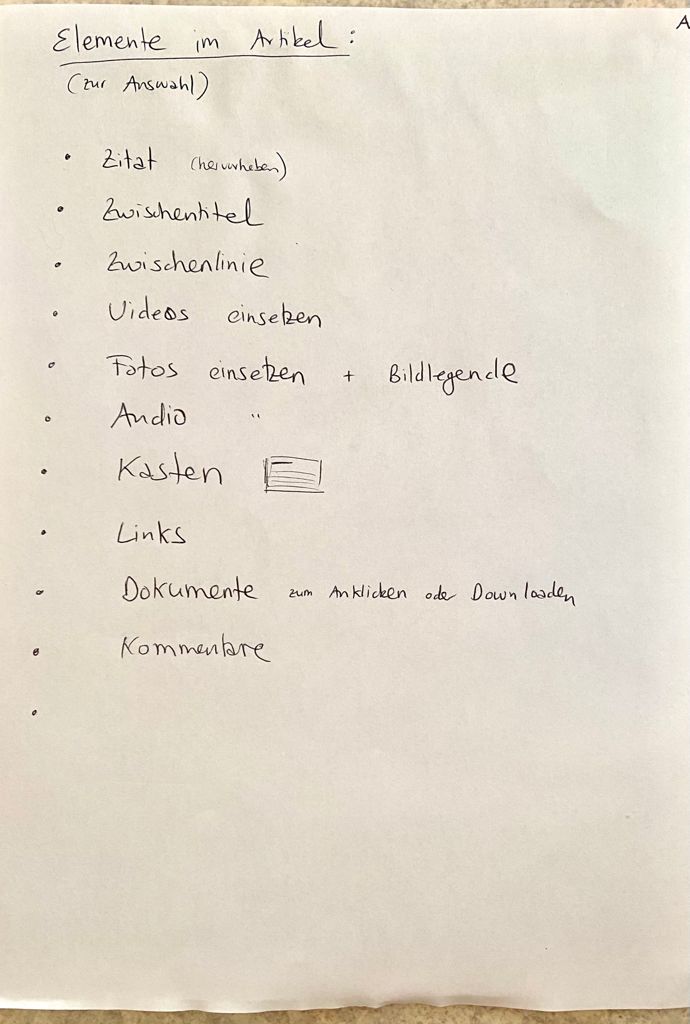 A
Elemente im Artikel:
(zur Auswahl)
• Zitat (hervorheben)
• Zwischentitel
• Zwischenlinie
• Videos einsetzen
• Fotos einsetzen + Bildlegende
• Audio "
• Kasten
• Links
• Dokumente zum Anklicken oder Downloaden
• Kommentare
•